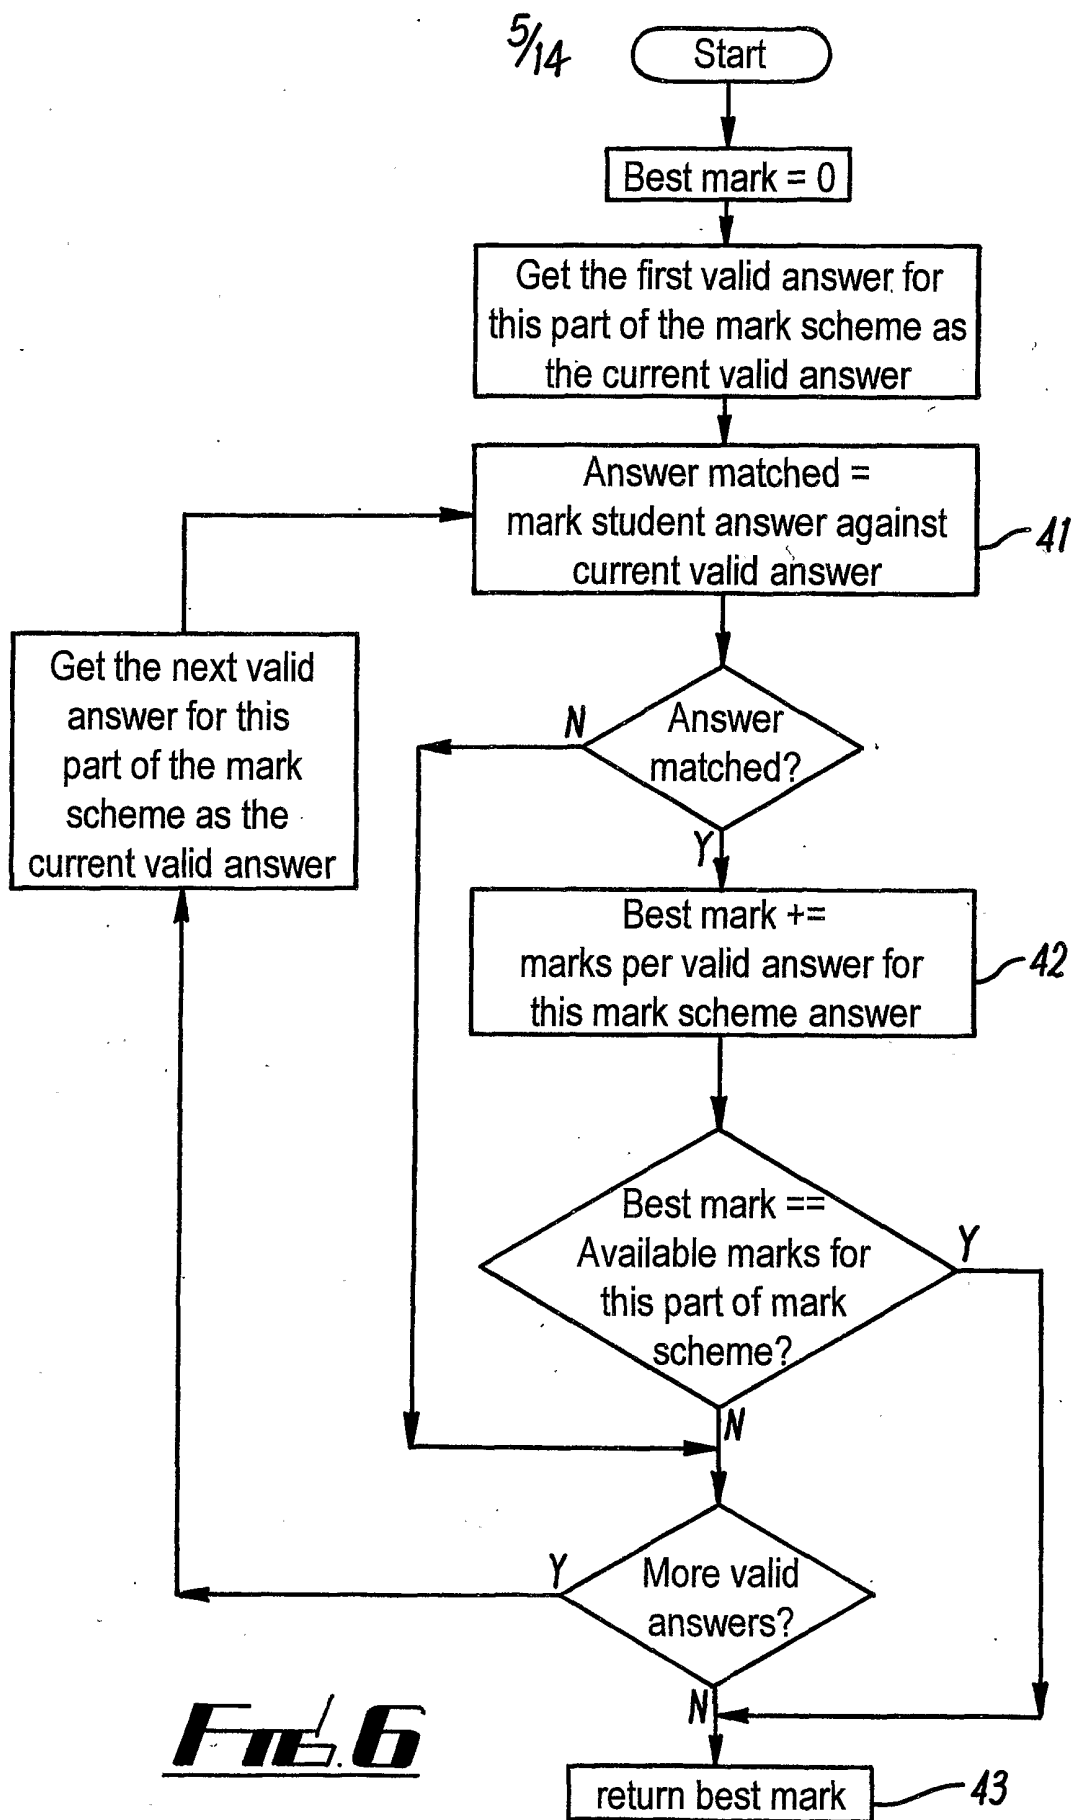 5/14
Start
Best mark = 0
Get the first valid answer for
this part of the mark scheme as
the current valid answer
Answer matched =
mark student answer against
current valid answer
41
Get the next valid
answer for this
part of the mark
scheme as the
current valid answer
N
Answer
matched?
Y
Best mark +=
marks per valid answer for
this mark scheme answer
42
Best mark ==
Available marks for
this part of mark
scheme?
Y
N
Y
More valid
answers?
N
return best mark
43
FIG. 6